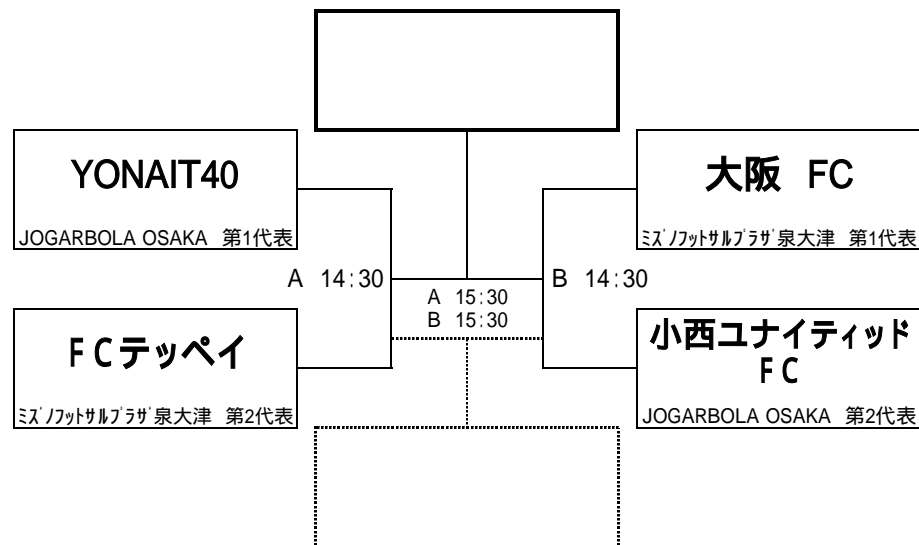 YONAIT40
JOGARBOLA OSAKA 第1代表
A 14:30
FCテッペイ
ミズノフットサルプラザ泉大津 第2代表
A 15:30
B 15:30
大阪 FC
ミズノフットサルプラザ泉大津 第1代表
B 14:30
小西ユナイティッド
FC
JOGARBOLA OSAKA 第2代表